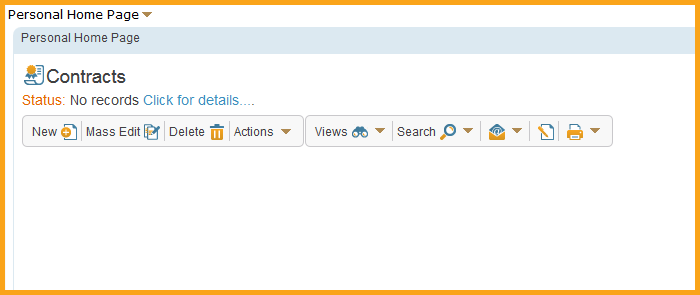 Personal Home Page
Personal Home Page
Contracts
Status: No records Click for details....
New Mass Edit Delete Actions Views Search